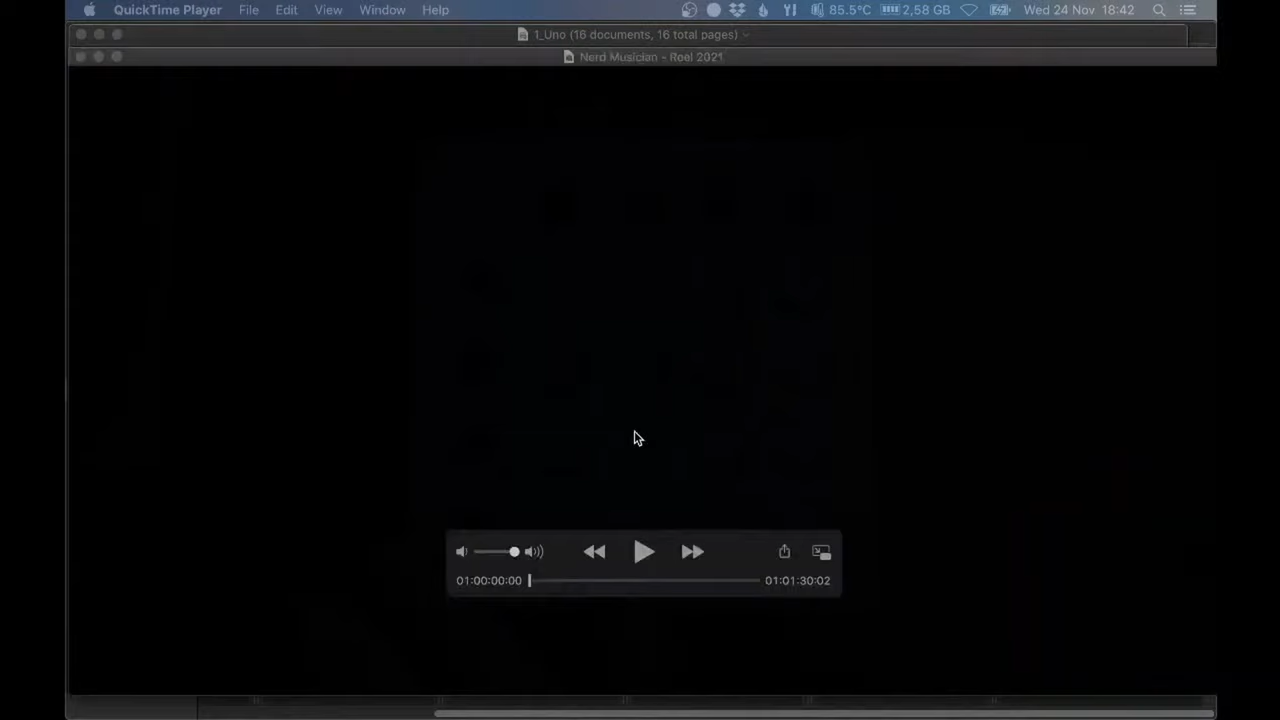 QuickTime Player File Edit View Window Help 85.5°C 2,58 GB Wed 24 Nov 18:42
1_Uno (16 documents, 16 total pages)
Nerd Musician - Reel 2021
01:00:00:00 01:01:30:02